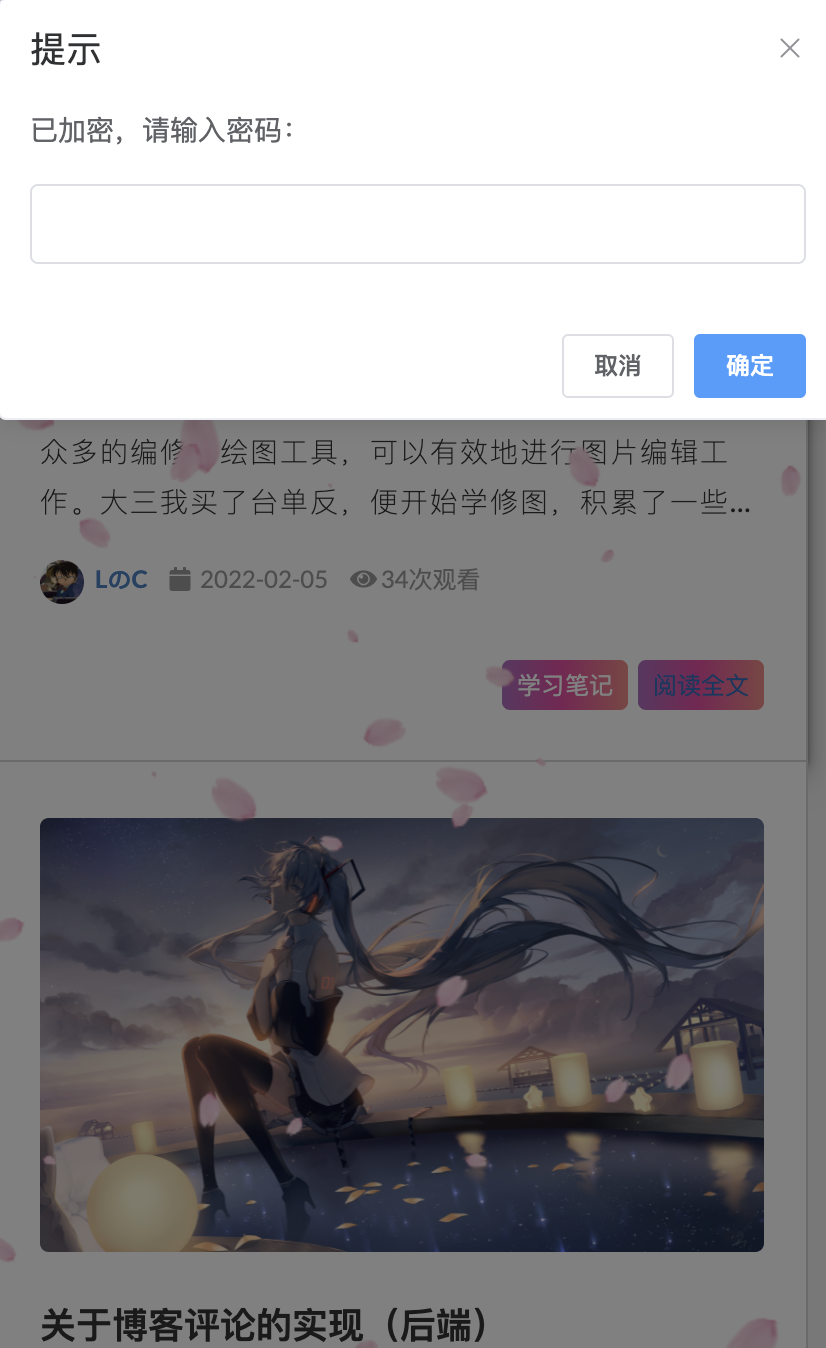 提示
已加密，请输入密码：
取消
确定
众多的编修与绘图工具，可以有效地进行图片编辑工
作。大三我买了台单反，便开始学修图，积累了一些...
LのC 2022-02-05 34次观看
学习笔记
阅读全文
关于博客评论的实现（后端）